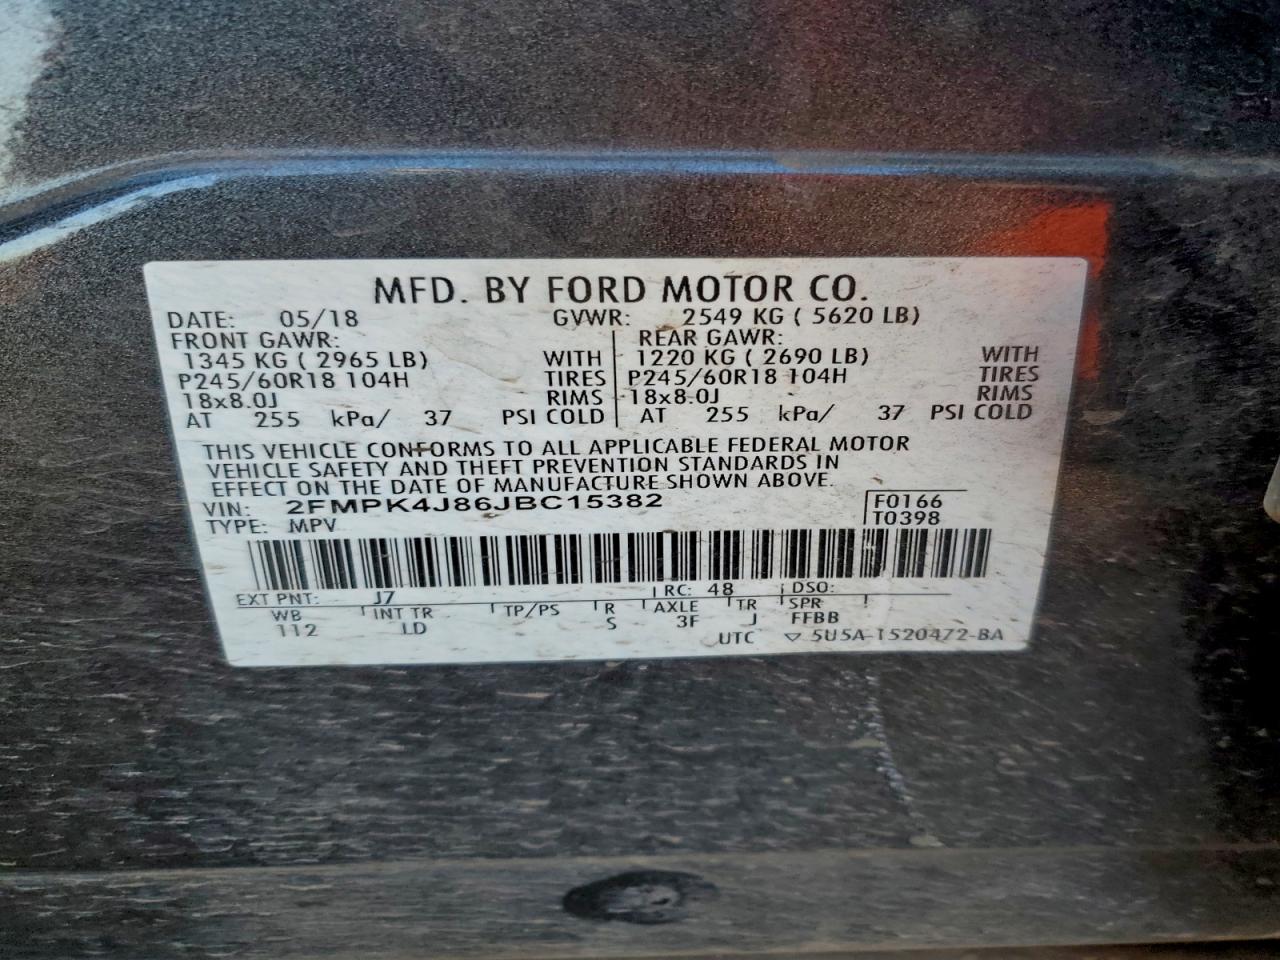 MFD. BY FORD MOTOR CO.
DATE: 05/18 GVWR: 2549 KG ( 5620 LB)
FRONT GAWR: REAR GAWR:
1345 KG ( 2965 LB) WITH 1220 KG ( 2690 LB) WITH
P245/60R18 104H TIRES P245/60R18 104H TIRES
18x8.0J RIMS 18x8.0J RIMS
AT 255 kPa/ 37 PSI COLD AT 255 kPa/ 37 PSI COLD
THIS VEHICLE CONFORMS TO ALL APPLICABLE FEDERAL MOTOR
VEHICLE SAFETY AND THEFT PREVENTION STANDARDS IN
EFFECT ON THE DATE OF MANUFACTURE SHOWN ABOVE.
VIN: 2FMPK4J86JBC15382 F0166
TYPE: MPV T0398
EXT PNT: J7 RC: 48 DSO:
WB INT TR TP/PS R AXLE TR SPR
112 LD S 3F J FFBB
UTC ▽ 5U5A-1520472-BA